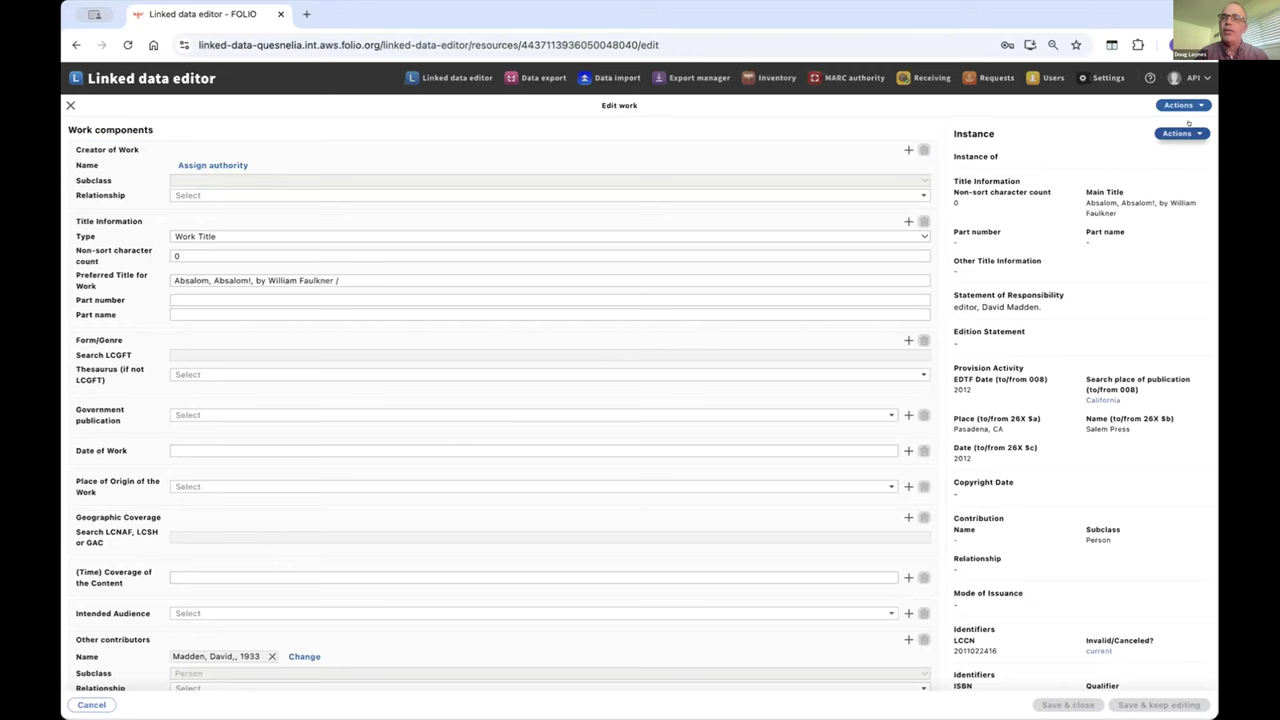 Linked data editor - FOLIO
linked-data-quesnelia.int.aws.folio.org/linked-data-editor/resources/4437113936050048040/edit
Doug Loynes
Linked data editor
Linked data editor Data export Data import Export manager Inventory MARC authority Receiving Requests Users Settings API
Edit work
Actions
Work components
Creator of Work
Name Assign authority
Subclass
Relationship Select
Title Information
Type Work Title
Non-sort character
count
0
Preferred Title for
Work
Absalom, Absalom!, by William Faulkner /
Part number
Part name
Form/Genre
Search LCGFT
Thesaurus (if not
LCGFT)
Select
Government
publication
Select
Date of Work
Place of Origin of the
Work
Select
Geographic Coverage
Search LCNAF, LCSH
or GAC
(Time) Coverage of
the Content
Intended Audience Select
Other contributors
Name Madden, David,, 1933 Change
Subclass Person
Relationship Select
Instance
Actions
Instance of
Title Information
Non-sort character count
0
Main Title
Absalom, Absalom!, by William
Faulkner
Part number
-
Part name
-
Other Title Information
-
Statement of Responsibility
editor, David Madden.
Edition Statement
-
Provision Activity
EDTF Date (to/from 008)
2012
Search place of publication
(to/from 008)
California
Place (to/from 26X $a)
Pasadena, CA
Name (to/from 26X $b)
Salem Press
Date (to/from 26X $c)
2012
Copyright Date
-
Contribution
Name
-
Subclass
Person
Relationship
-
Mode of Issuance
-
Identifiers
LCCN
2011022416
Invalid/Canceled?
current
Identifiers
ISBN
Qualifier
Cancel
Save & close
Save & keep editing